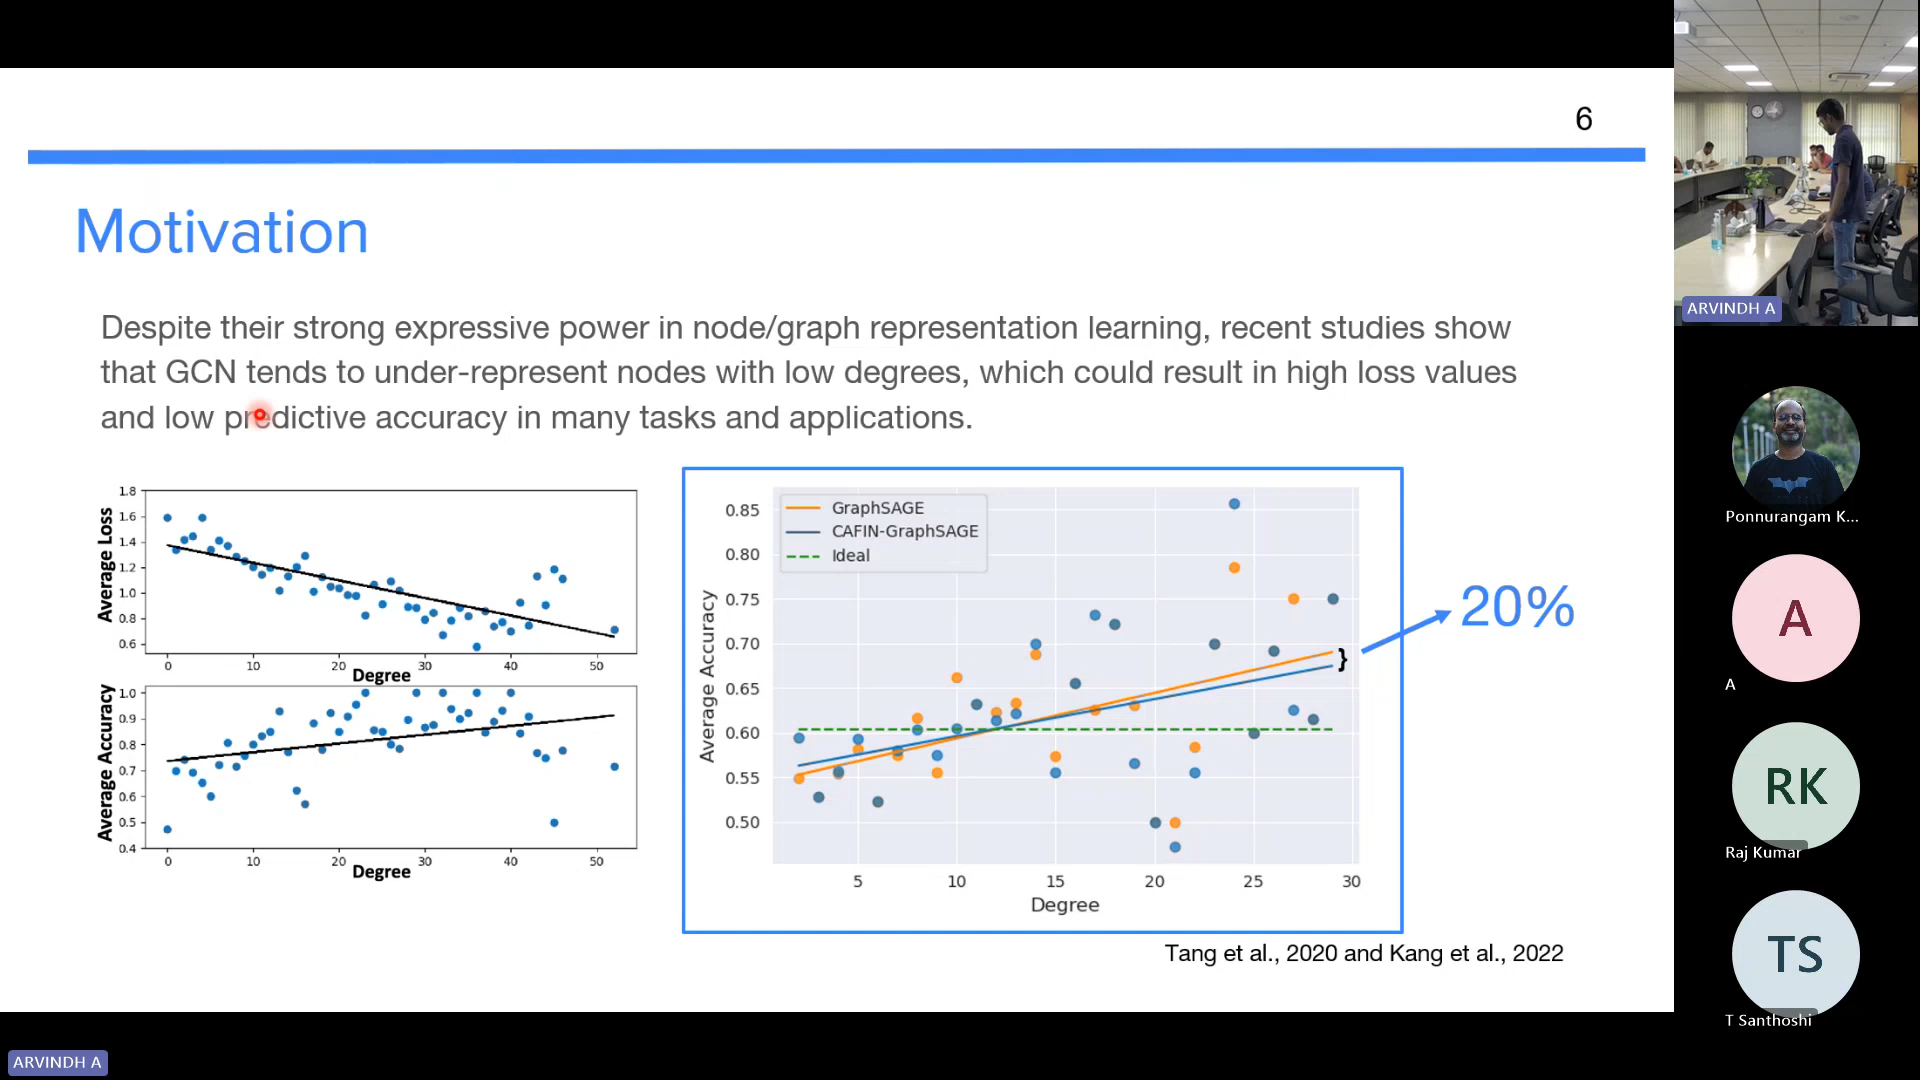 6
Motivation
Despite their strong expressive power in node/graph representation learning, recent studies show
that GCN tends to under-represent nodes with low degrees, which could result in high loss values
and low predictive accuracy in many tasks and applications.
Average Loss
1.8
1.6
1.4
1.2
1.0
0.8
0.6
0
10
20
30
40
50
Degree
Average Accuracy
1.0
0.9
0.8
0.7
0.6
0.5
0.4
0
10
20
30
40
50
Degree
GraphSAGE
CAFIN-GraphSAGE
Ideal
Average Accuracy
0.85
0.80
0.75
0.70
0.65
0.60
0.55
0.50
5
10
15
20
25
30
Degree
}
20%
Tang et al., 2020 and Kang et al., 2022
ARVINDH A
ARVINDH A
Ponnurangam K...
A
A
RK
Raj Kumar
TS
T Santhoshi